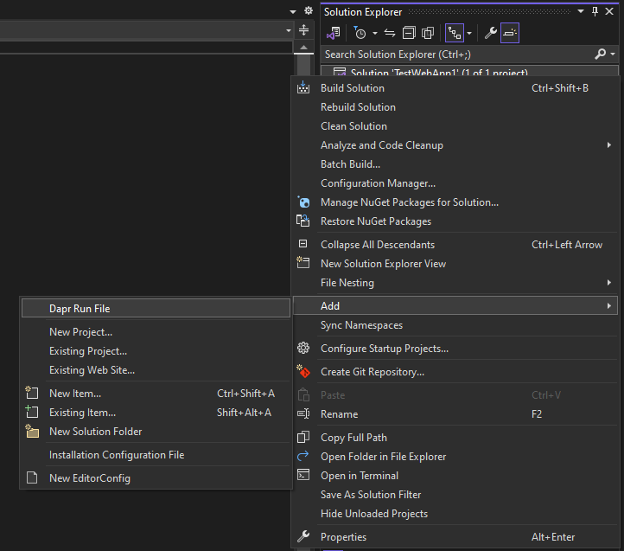 Solution Explorer
Search Solution Explorer (Ctrl+;)
Solution 'TestWebApp1' (1 of 1 project)
Build Solution Ctrl+Shift+B
Rebuild Solution
Clean Solution
Analyze and Code Cleanup
Batch Build...
Configuration Manager...
Manage NuGet Packages for Solution...
Restore NuGet Packages
Collapse All Descendants Ctrl+Left Arrow
New Solution Explorer View
File Nesting
Add
Sync Namespaces
Configure Startup Projects...
Create Git Repository...
Paste Ctrl+V
Rename F2
Copy Full Path
Open Folder in File Explorer
Open in Terminal
Save As Solution Filter
Hide Unloaded Projects
Properties Alt+Enter
Dapr Run File
New Project...
Existing Project...
Existing Web Site...
New Item... Ctrl+Shift+A
Existing Item... Shift+Alt+A
New Solution Folder
Installation Configuration File
New EditorConfig